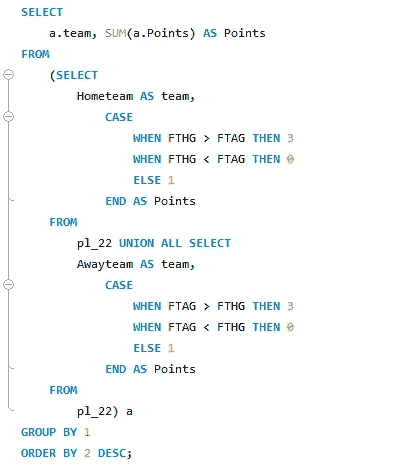 SELECT
a.team, SUM(a.Points) AS Points
FROM
(SELECT
Hometeam AS team,
CASE
WHEN FTHG > FTAG THEN 3
WHEN FTHG < FTAG THEN 0
ELSE 1
END AS Points
FROM
pl_22 UNION ALL SELECT
Awayteam AS team,
CASE
WHEN FTAG > FTHG THEN 3
WHEN FTAG < FTHG THEN 0
ELSE 1
END AS Points
FROM
pl_22) a
GROUP BY 1
ORDER BY 2 DESC;